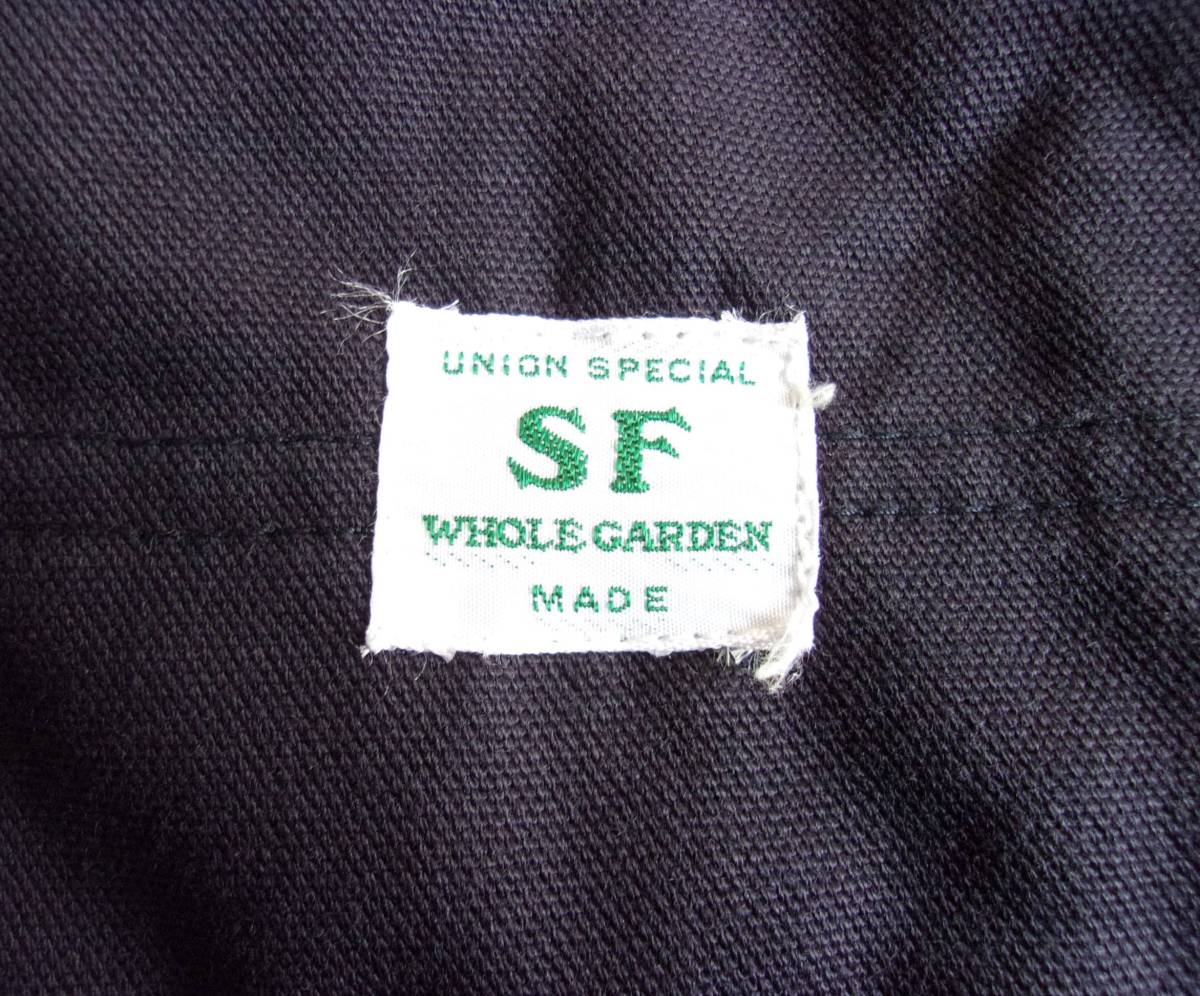 UNION SPECIAL
SF
WHOLE GARDEN
MADE